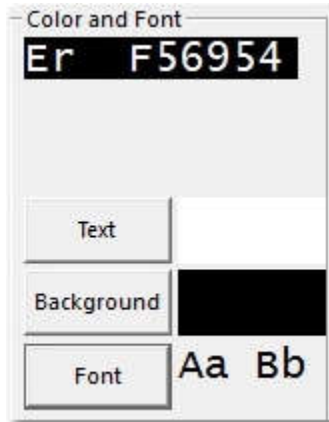 Color and Font
Er  F56954
Text
Background
Font
Aa Bb